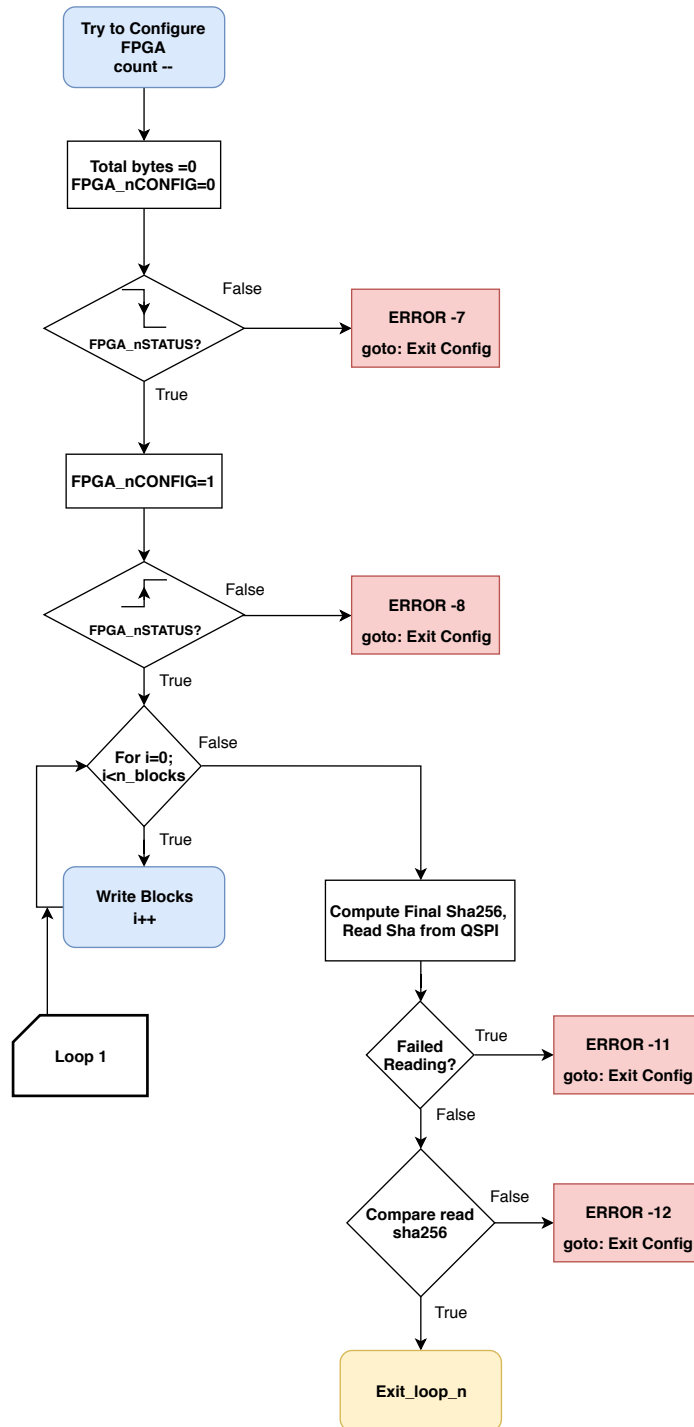 Try to Configure
FPGA
count --
Total bytes =0
FPGA_nCONFIG=0
False
FPGA_nSTATUS?
ERROR -7
goto: Exit Config
True
FPGA_nCONFIG=1
False
FPGA_nSTATUS?
ERROR -8
goto: Exit Config
True
For i=0;
i<n_blocks
False
True
Write Blocks
i++
Loop 1
Compute Final Sha256,
Read Sha from QSPI
Failed
Reading?
True
ERROR -11
goto: Exit Config
False
Compare read
sha256
False
ERROR -12
goto: Exit Config
True
Exit_loop_n